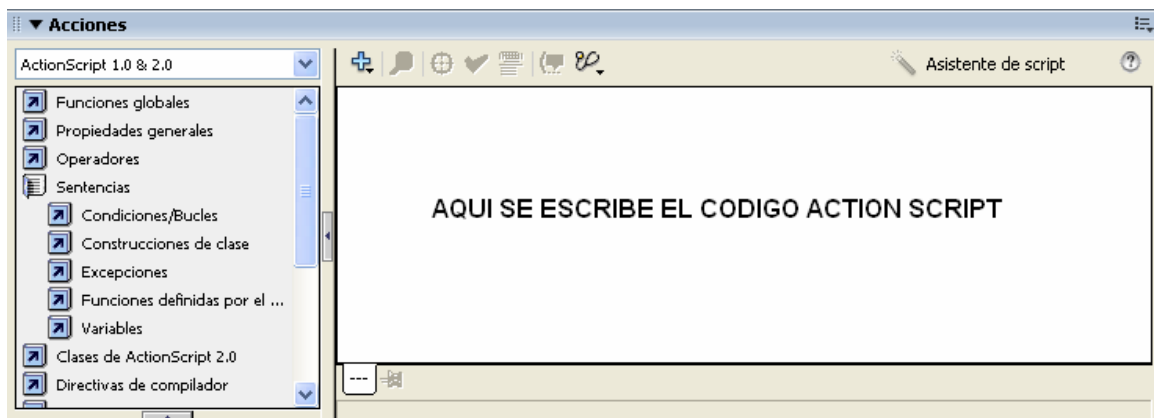 Acciones
ActionScript 1.0 & 2.0
Asistente de script
Funciones globales
Propiedades generales
Operadores
Sentencias
Condiciones/Bucles
Construcciones de clase
Excepciones
Funciones definidas por el ...
Variables
Clases de ActionScript 2.0
Directivas de compilador
AQUI SE ESCRIBE EL CODIGO ACTION SCRIPT
---